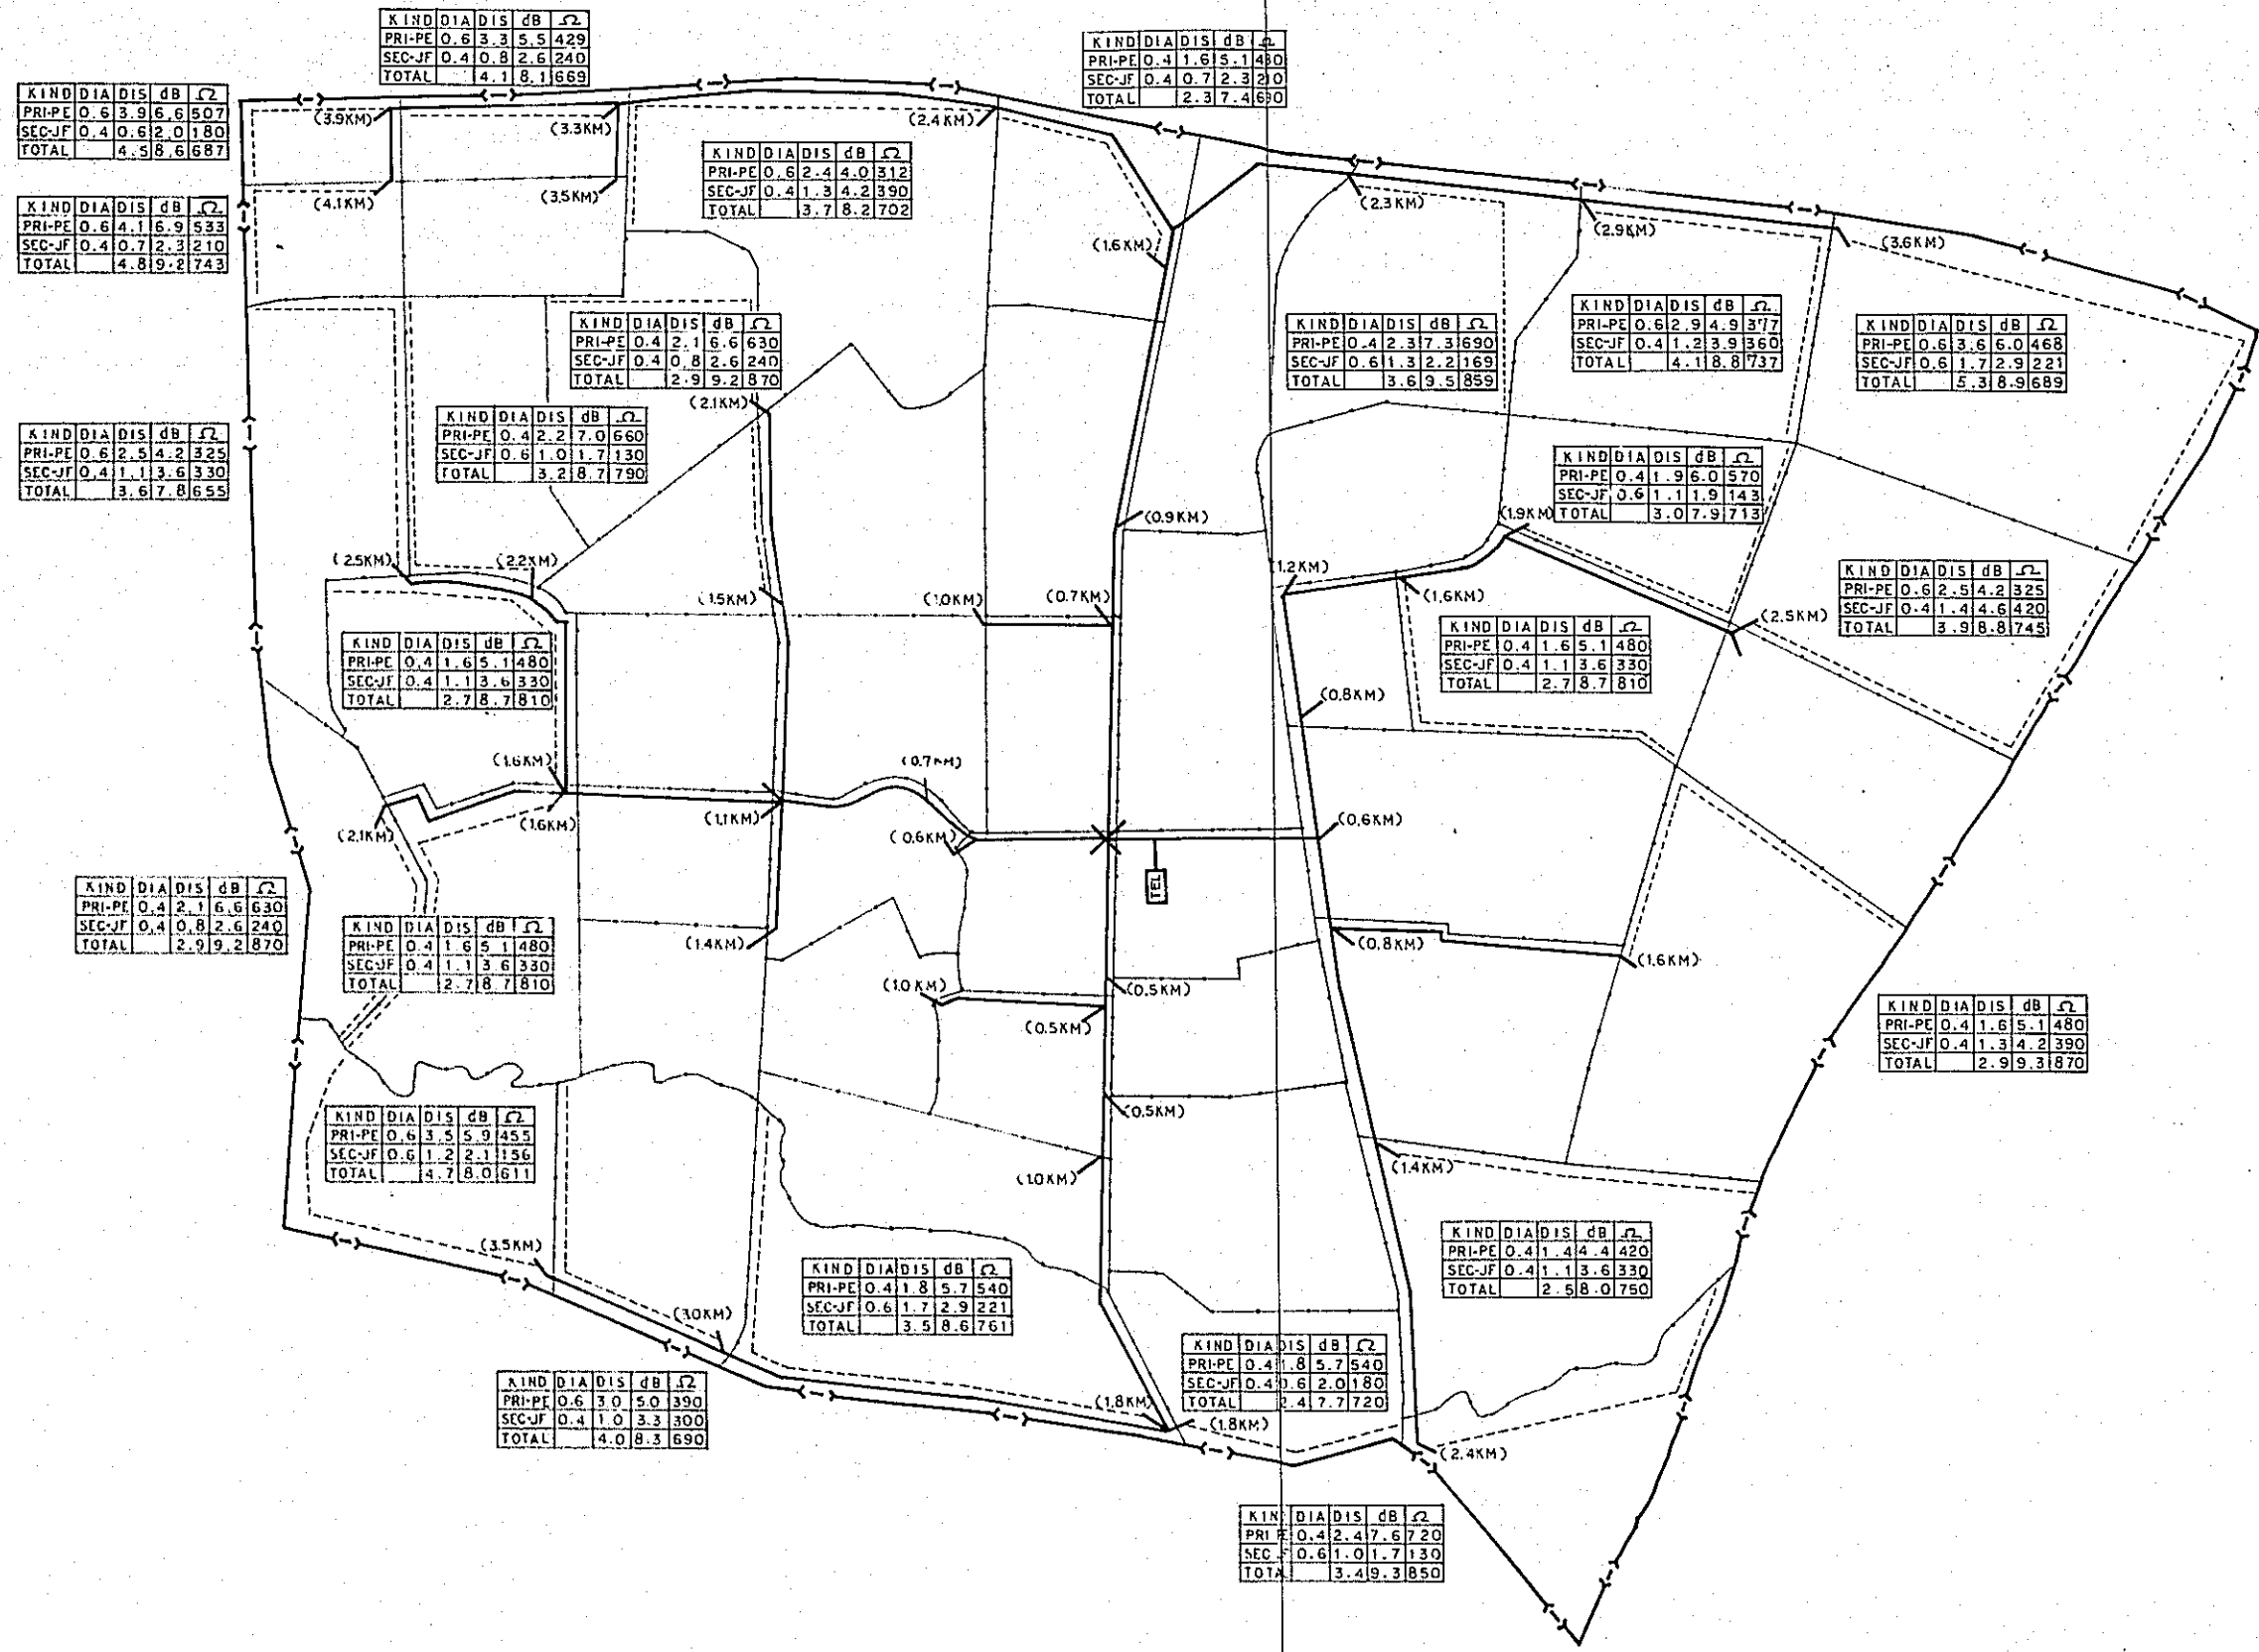 KIND DIA DIS dB Ω
PRI-PE 0.6 3.3 5.5 429
SEC-JF 0.4 0.8 2.6 240
TOTAL 4.1 8.1 669
KIND DIA DIS dB Ω
PRI-PE 0.4 1.6 5.1 480
SEC-JF 0.4 0.7 2.3 210
TOTAL 2.3 7.4 690
KIND DIA DIS dB Ω
PRI-PE 0.6 3.9 6.6 507
SEC-JF 0.4 0.6 2.0 180
TOTAL 4.5 8.6 687
(3.9KM)
(3.3KM)
(2.4KM)
KIND DIA DIS dB Ω
PRI-PE 0.6 2.4 4.0 312
SEC-JF 0.4 1.3 4.2 390
TOTAL 3.7 8.2 702
(4.1KM)
(3.5KM)
(2.3KM)
KIND DIA DIS dB Ω
PRI-PE 0.6 4.1 6.9 533
SEC-JF 0.4 0.7 2.3 210
TOTAL 4.8 9.2 743
(1.6KM)
(2.9KM)
(3.6KM)
KIND DIA DIS dB Ω
PRI-PE 0.4 2.1 6.6 630
SEC-JF 0.4 0.8 2.6 240
TOTAL 2.9 9.2 870
KIND DIA DIS dB Ω
PRI-PE 0.4 2.3 7.3 690
SEC-JF 0.6 1.3 2.2 169
TOTAL 3.6 9.5 859
KIND DIA DIS dB Ω
PRI-PE 0.6 2.9 4.9 377
SEC-JF 0.4 1.2 3.9 360
TOTAL 4.1 8.8 737
KIND DIA DIS dB Ω
PRI-PE 0.6 3.6 6.0 468
SEC-JF 0.6 1.7 2.9 221
TOTAL 5.3 8.9 689
(2.1KM)
KIND DIA DIS dB Ω
PRI-PE 0.4 2.2 7.0 660
SEC-JF 0.6 1.0 1.7 130
TOTAL 3.2 8.7 790
KIND DIA DIS dB Ω
PRI-PE 0.6 2.5 4.2 325
SEC-JF 0.4 1.1 3.6 330
TOTAL 3.6 7.8 655
KIND DIA DIS dB Ω
PRI-PE 0.4 1.9 6.0 570
SEC-JF 0.6 1.1 1.9 143
TOTAL 3.0 7.9 713
(0.9KM)
(1.9KM)
(2.5KM)
(2.2KM)
(1.2KM)
(1.5KM)
(1.0KM)
(0.7KM)
(1.6KM)
(2.5KM)
KIND DIA DIS dB Ω
PRI-PE 0.6 2.5 4.2 325
SEC-JF 0.4 1.4 4.6 420
TOTAL 3.9 8.8 745
KIND DIA DIS dB Ω
PRI-PE 0.4 1.6 5.1 480
SEC-JF 0.4 1.1 3.6 330
TOTAL 2.7 8.7 810
KIND DIA DIS dB Ω
PRI-PE 0.4 1.6 5.1 480
SEC-JF 0.4 1.1 3.6 330
TOTAL 2.7 8.7 810
(0.8KM)
(1.6KM)
(0.7KM)
(2.1KM)
(1.6KM)
(1.1KM)
(0.6KM)
(0.6KM)
TEL
KIND DIA DIS dB Ω
PRI-PE 0.4 2.1 6.6 630
SEC-JF 0.4 0.8 2.6 240
TOTAL 2.9 9.2 870
KIND DIA DIS dB Ω
PRI-PE 0.4 1.6 5.1 480
SEC-JF 0.4 1.1 3.6 330
TOTAL 2.7 8.7 810
(1.4KM)
(0.8KM)
(1.6KM)
(1.0KM)
(0.5KM)
(0.5KM)
KIND DIA DIS dB Ω
PRI-PE 0.4 1.6 5.1 480
SEC-JF 0.4 1.3 4.2 390
TOTAL 2.9 9.3 870
(0.5KM)
KIND DIA DIS dB Ω
PRI-PE 0.6 3.5 5.9 455
SEC-JF 0.6 1.2 2.1 156
TOTAL 4.7 8.0 611
(1.0KM)
(1.4KM)
(3.5KM)
KIND DIA DIS dB Ω
PRI-PE 0.4 1.4 4.4 420
SEC-JF 0.4 1.1 3.6 330
TOTAL 2.5 8.0 750
KIND DIA DIS dB Ω
PRI-PE 0.4 1.8 5.7 540
SEC-JF 0.6 1.7 2.9 221
TOTAL 3.5 8.6 761
(3.0KM)
KIND DIA DIS dB Ω
PRI-PE 0.4 1.8 5.7 540
SEC-JF 0.4 0.6 2.0 180
TOTAL 2.4 7.7 720
KIND DIA DIS dB Ω
PRI-PE 0.6 3.0 5.0 390
SEC-JF 0.4 1.0 3.3 300
TOTAL 4.0 8.3 690
(1.8KM)
(1.8KM)
(2.4KM)
KIN DIA DIS dB Ω
PRI E 0.4 2.4 7.6 720
SEC F 0.6 1.0 1.7 130
TOTA 3.4 9.3 850